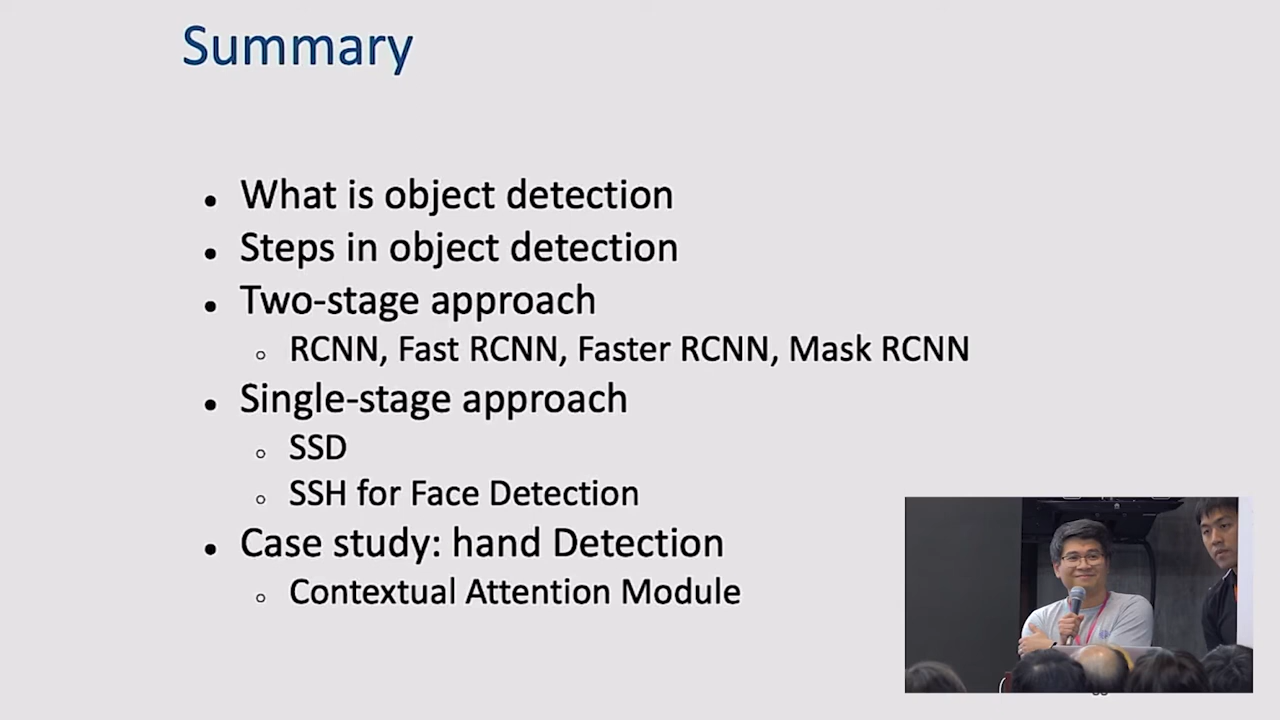 Summary
• What is object detection
• Steps in object detection
• Two-stage approach
○ RCNN, Fast RCNN, Faster RCNN, Mask RCNN
• Single-stage approach
○ SSD
○ SSH for Face Detection
• Case study: hand Detection
○ Contextual Attention Module